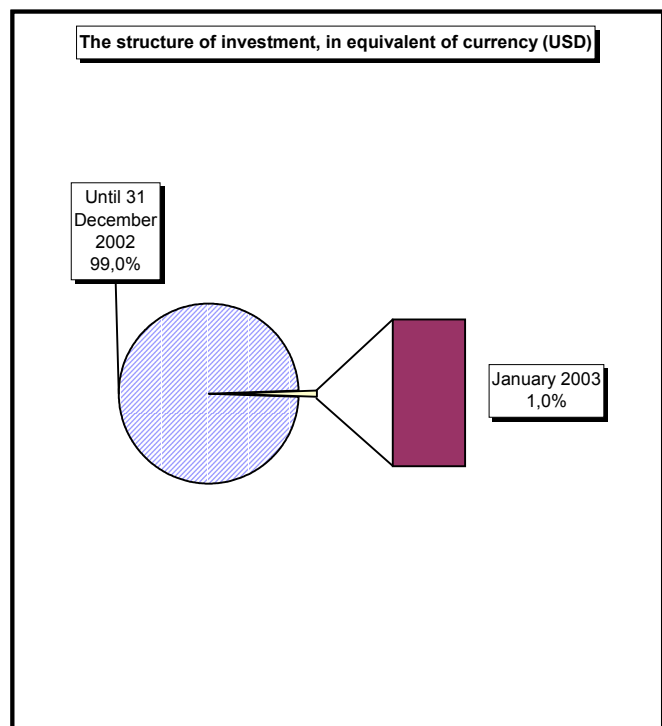 The structure of investment, in equivalent of currency (USD)
Until 31
December
2002
99,0%
January 2003
1,0%